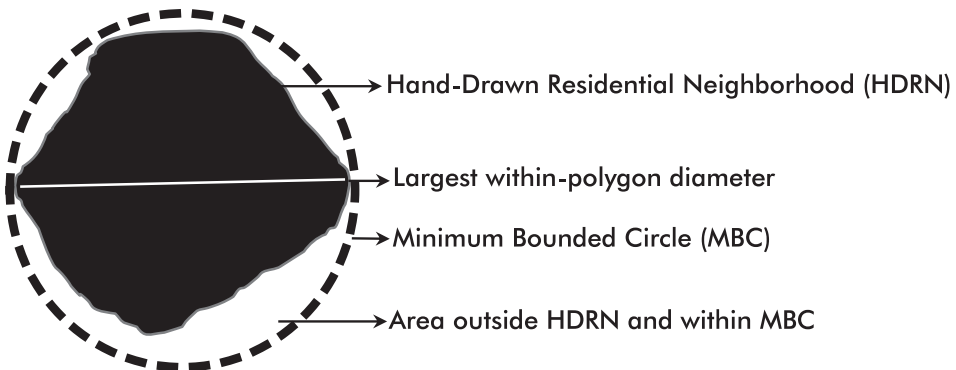 Hand-Drawn Residential Neighborhood (HDRN)
Largest within-polygon diameter
Minimum Bounded Circle (MBC)
Area outside HDRN and within MBC